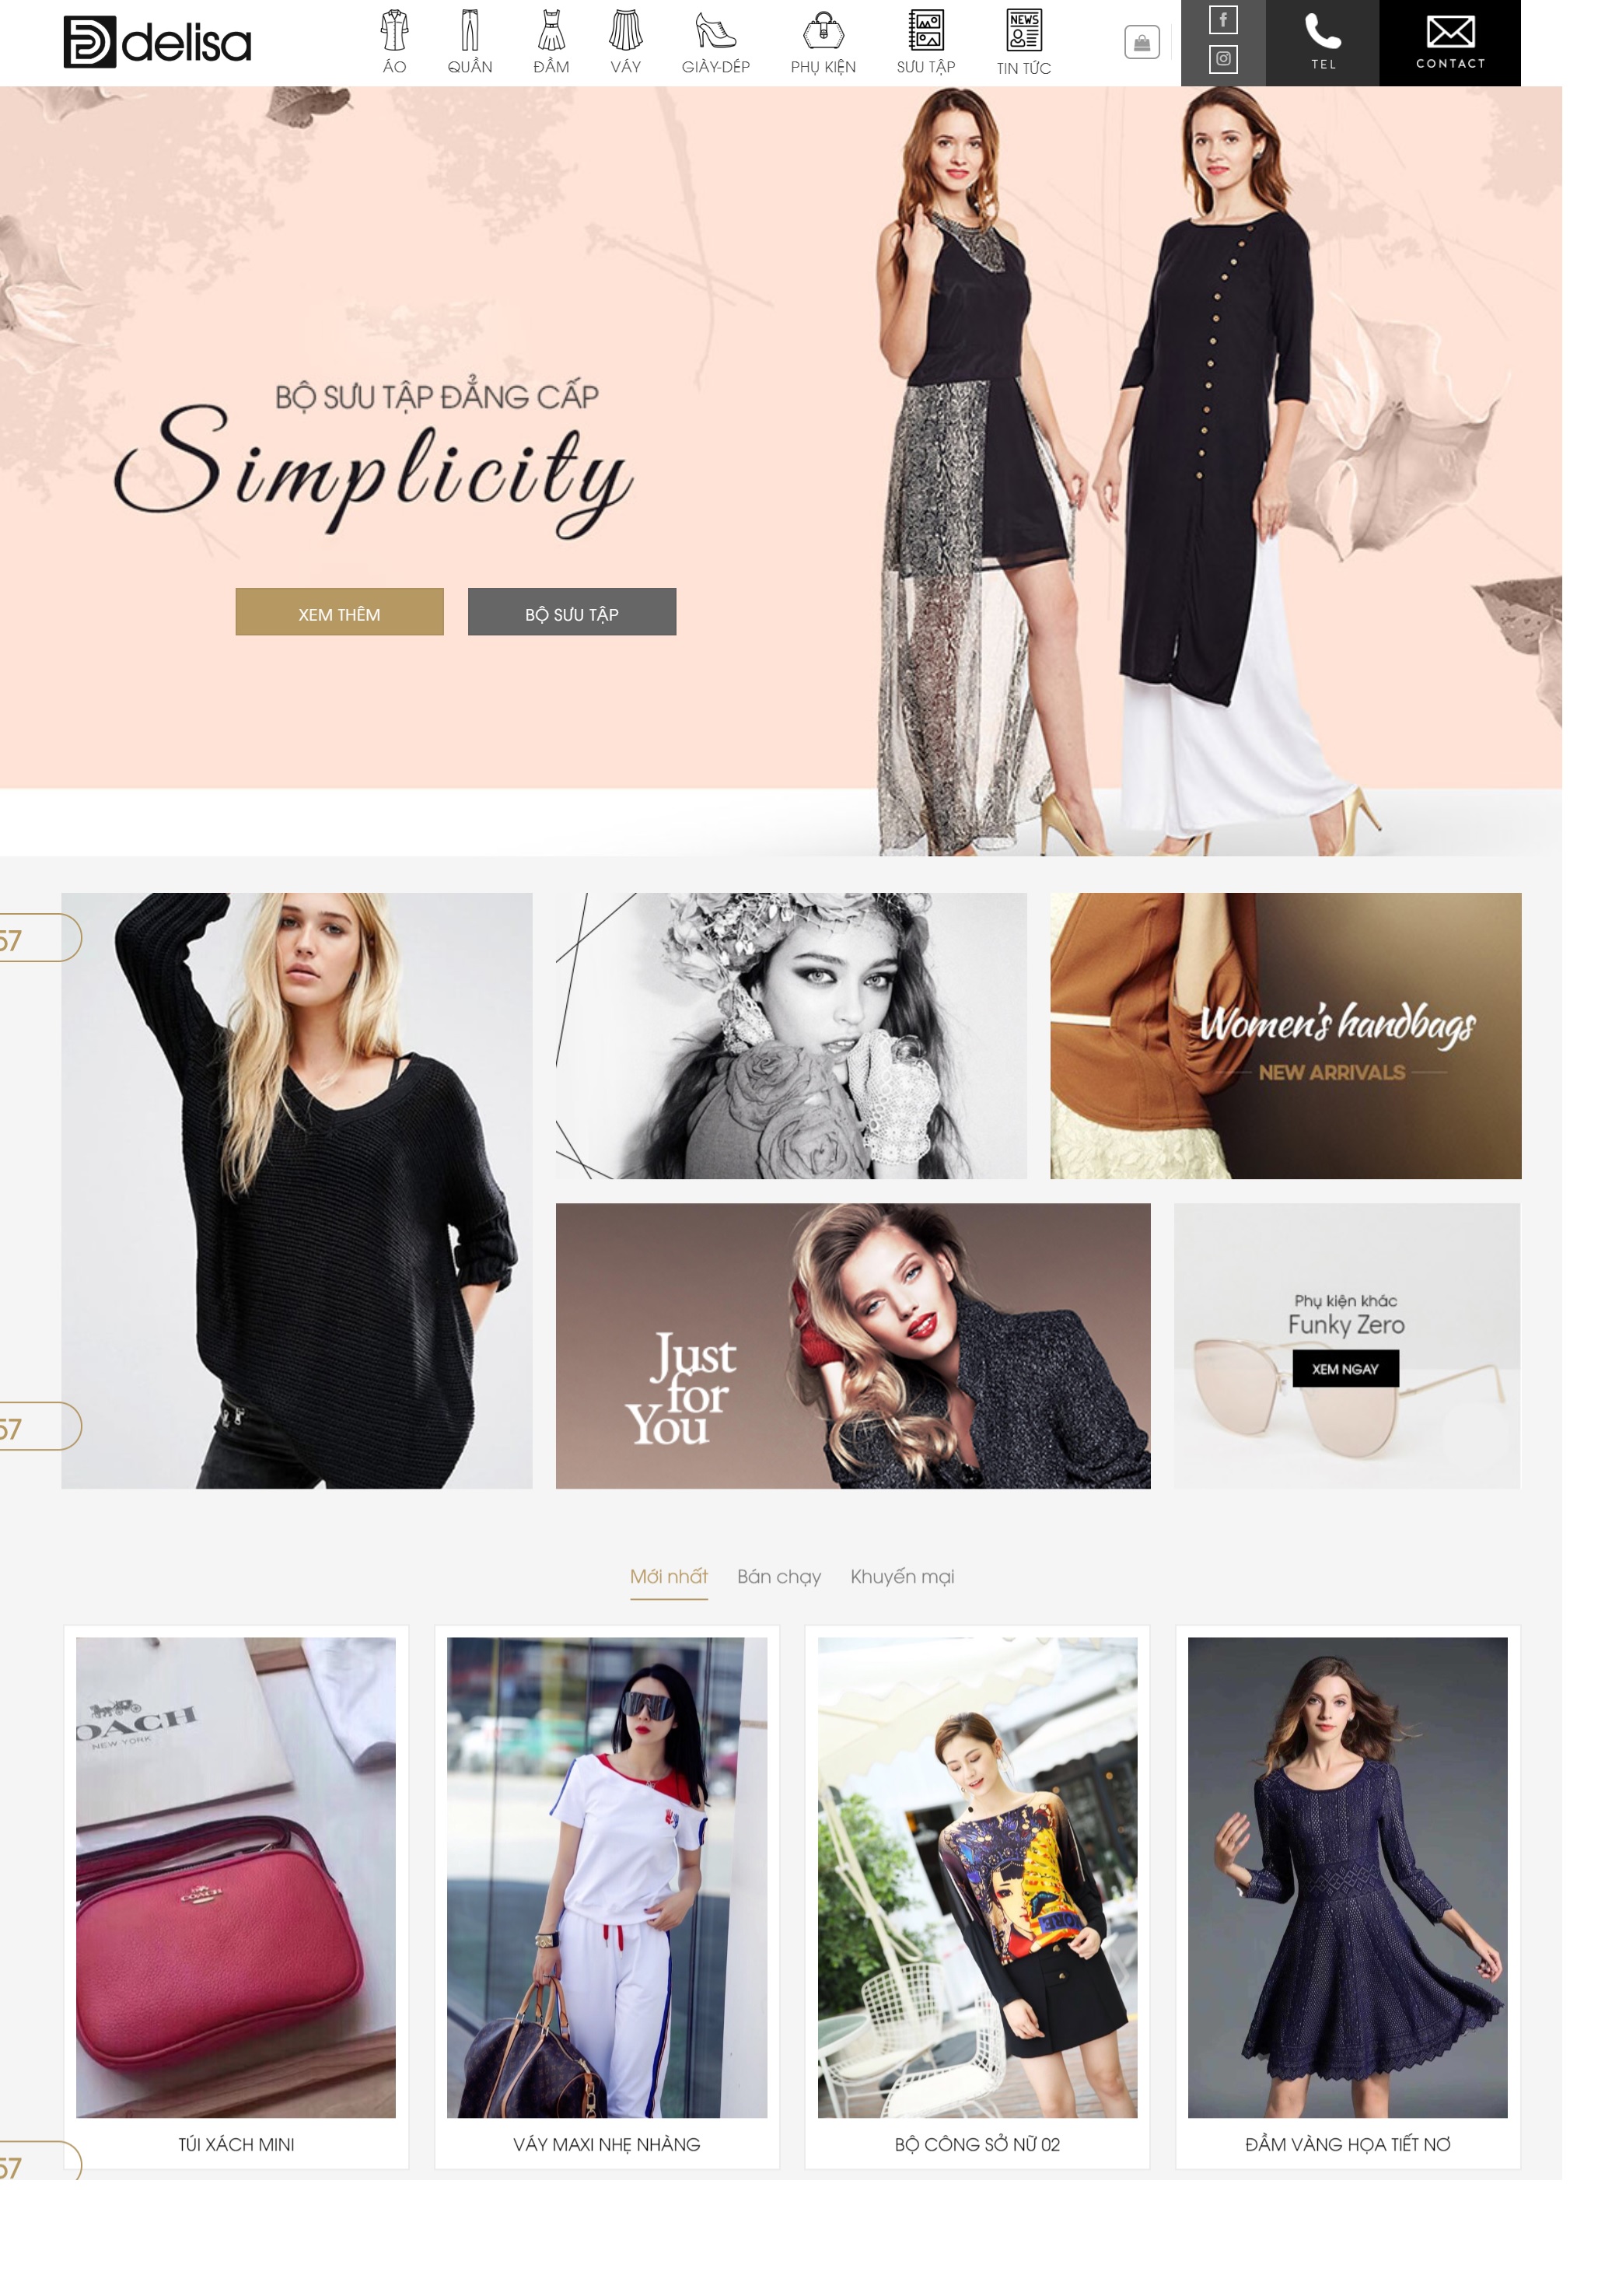 delisa
ÁO
QUẦN
ĐẦM
VÁY
GIÀY-DÉP
PHỤ KIỆN
SƯU TẬP
NEWS
TIN TỨC
TEL
CONTACT
BỘ SƯU TẬP ĐẲNG CẤP
Simplicity
XEM THÊM
BỘ SƯU TẬP
57
Women's handbags
NEW ARRIVALS
Just
for
You
Phụ kiện khác
Funky Zero
XEM NGAY
57
Mới nhất
Bán chạy
Khuyến mại
OACH
NEW YORK
COACH
TÚI XÁCH MINI
VÁY MAXI NHẸ NHÀNG
BỘ CÔNG SỞ NỮ 02
ĐẦM VÀNG HỌA TIẾT NƠ
57